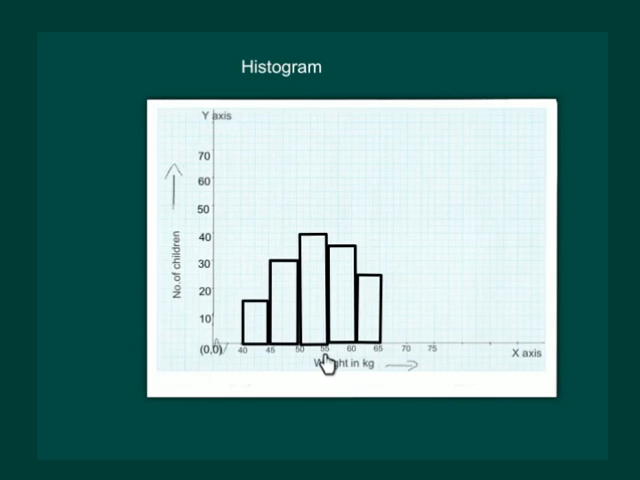 Histogram
Y axis
70
60
50
40
30
20
10
No.of children
(0,0)
40 45 50 55 60 65 70 75
X axis
in kg